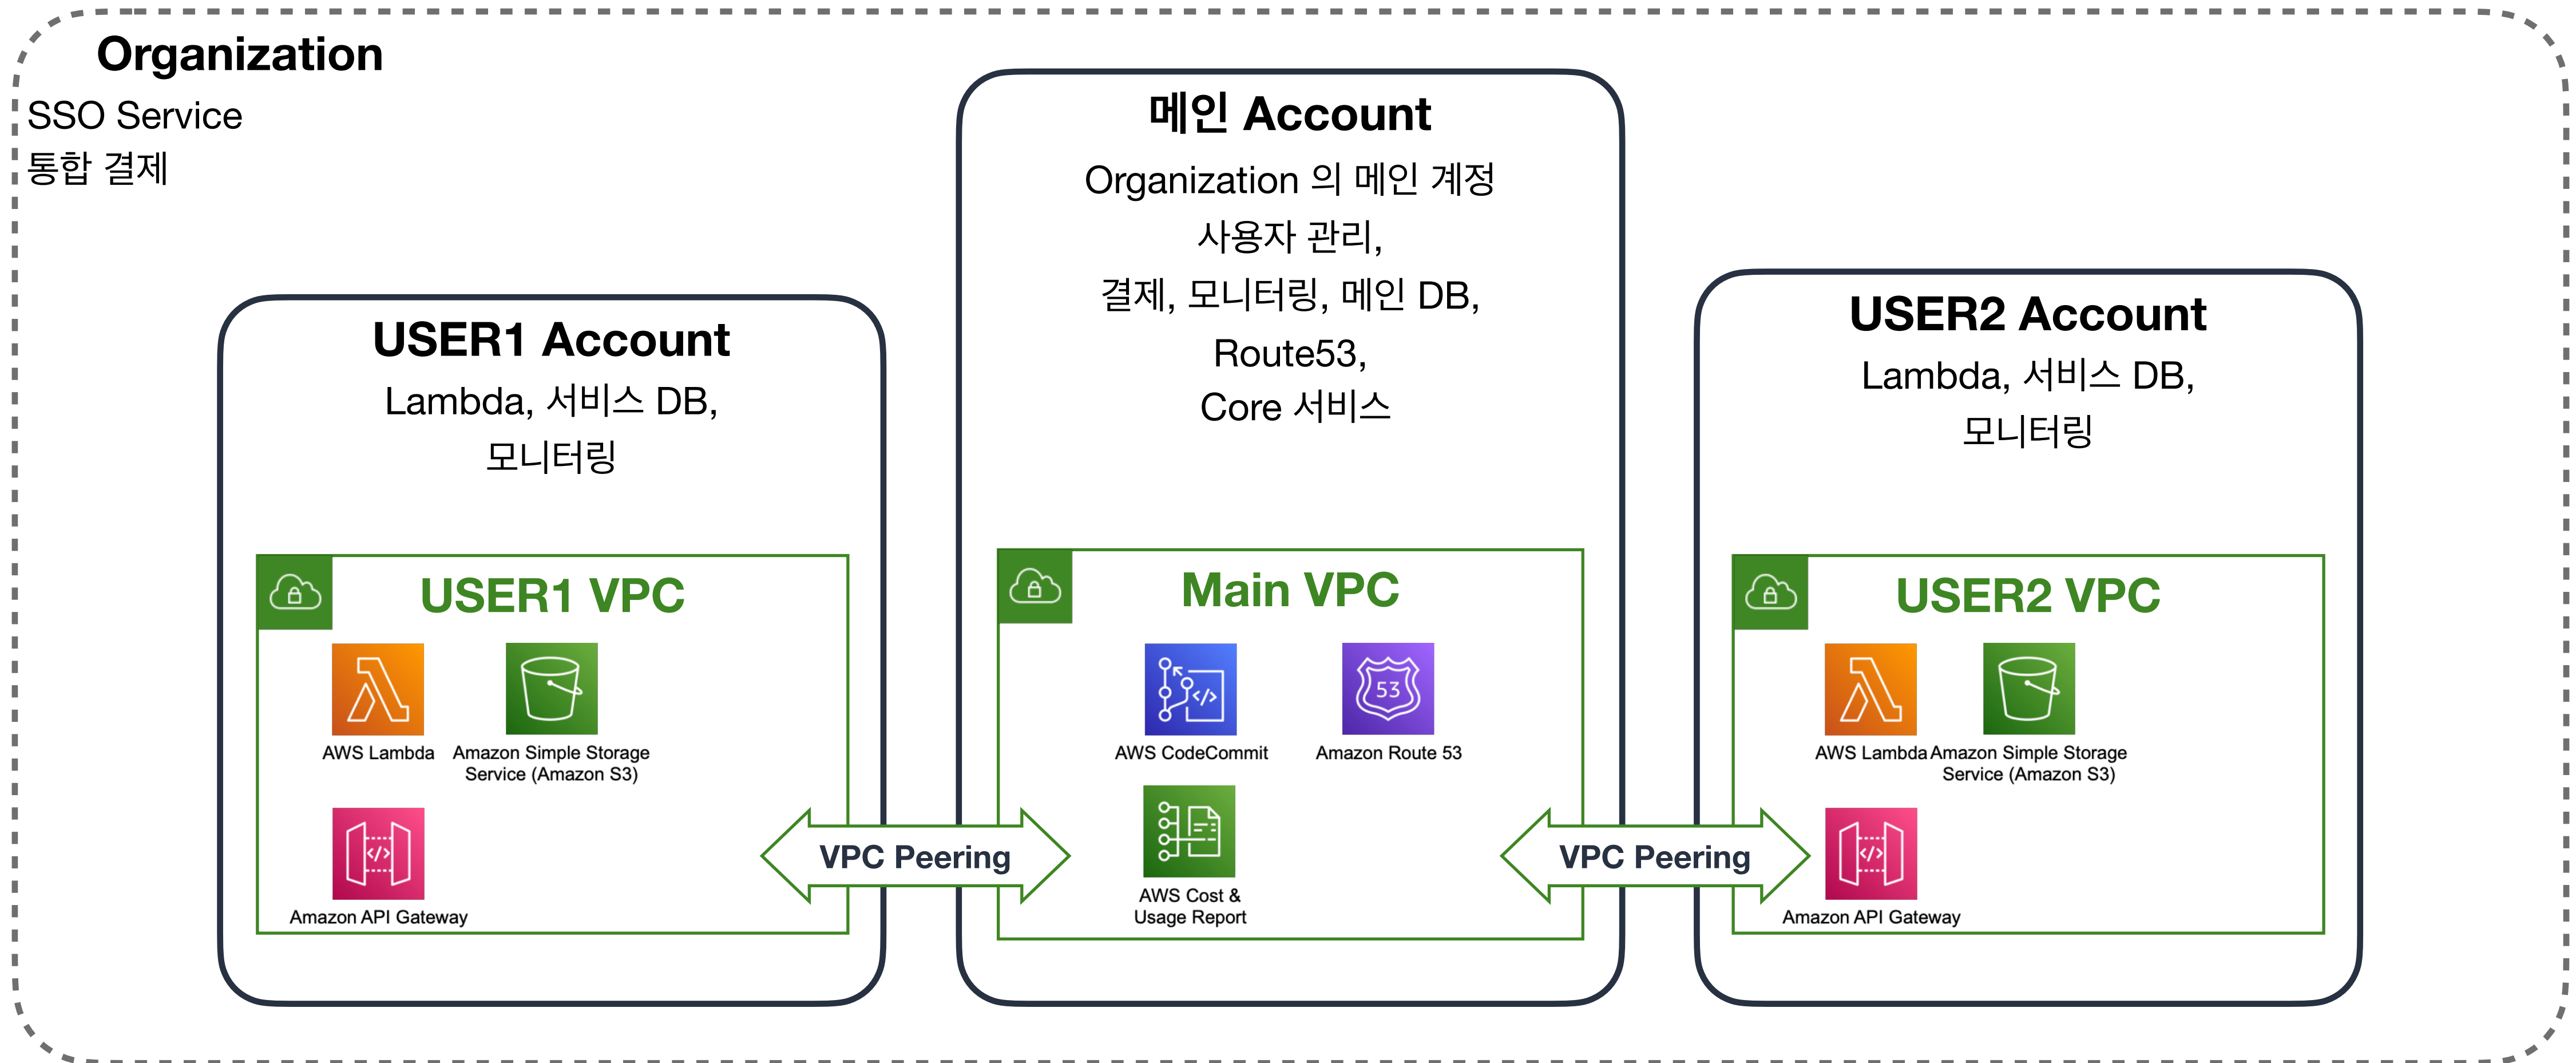 Organization
SSO Service
통합 결제
메인 Account
Organization 의 메인 계정
사용자 관리,
결제, 모니터링, 메인 DB,
Route53,
Core 서비스
USER1 Account
Lambda, 서비스 DB,
모니터링
USER2 Account
Lambda, 서비스 DB,
모니터링
USER1 VPC
AWS Lambda
Amazon Simple Storage
Service (Amazon S3)
Amazon API Gateway
VPC Peering
Main VPC
AWS CodeCommit
Amazon Route 53
53
AWS Cost &
Usage Report
VPC Peering
USER2 VPC
AWS Lambda
Amazon Simple Storage
Service (Amazon S3)
Amazon API Gateway